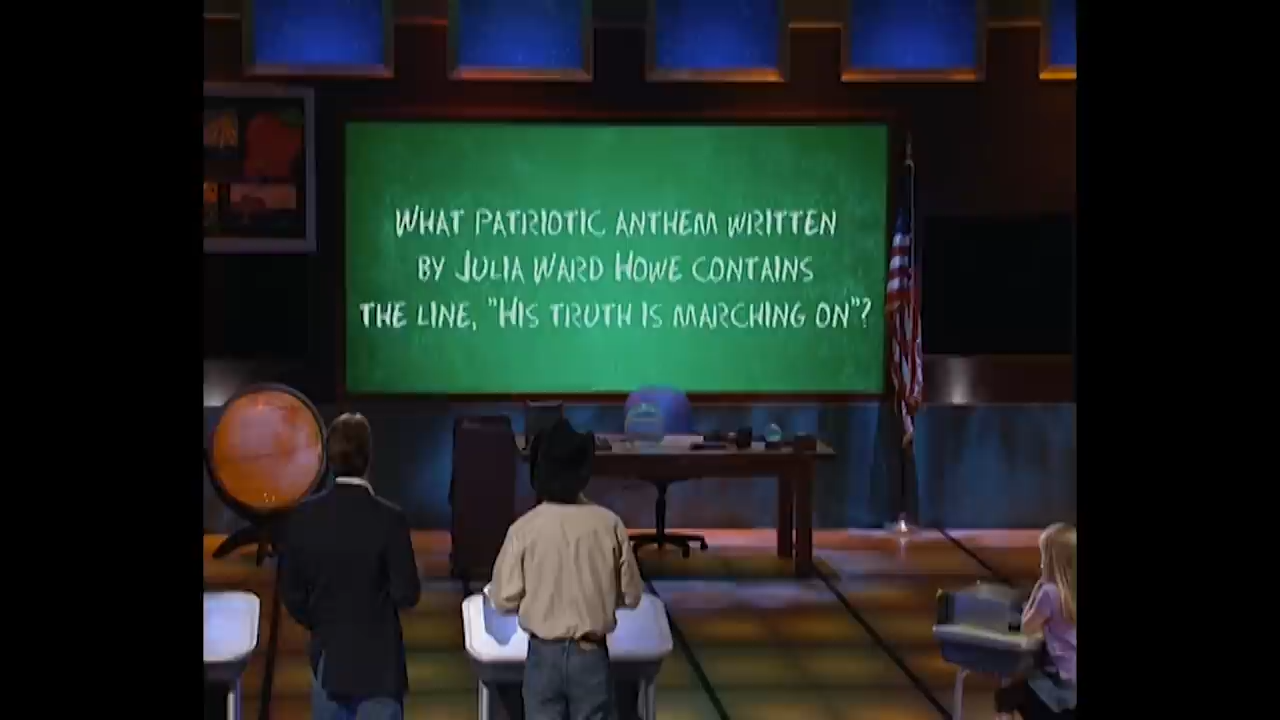 What patriotic anthem written
by Julia Ward Howe contains
the line, "His truth is marching on"?